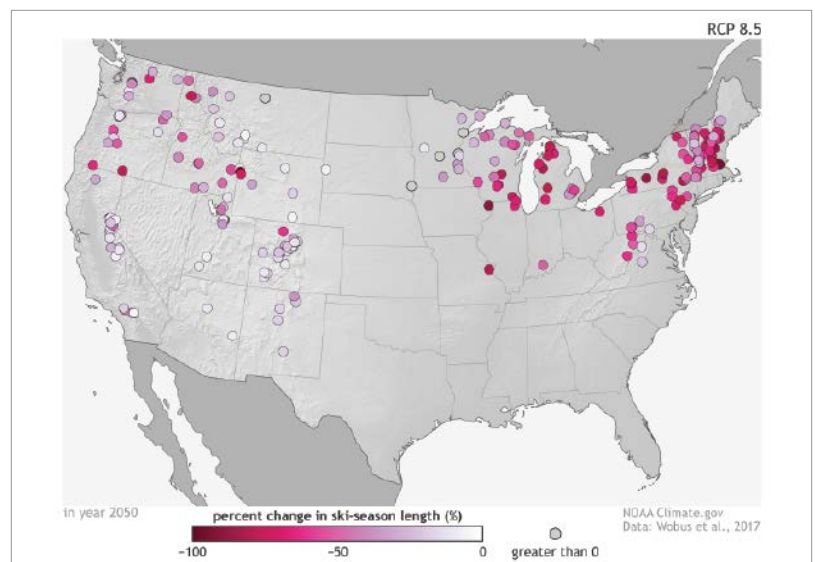 RCP 8.5
in year 2050
percent change in ski-season length (%)
-100
-50
0
greater than 0
NOAA Climate.gov
Data: Wobus et al., 2017